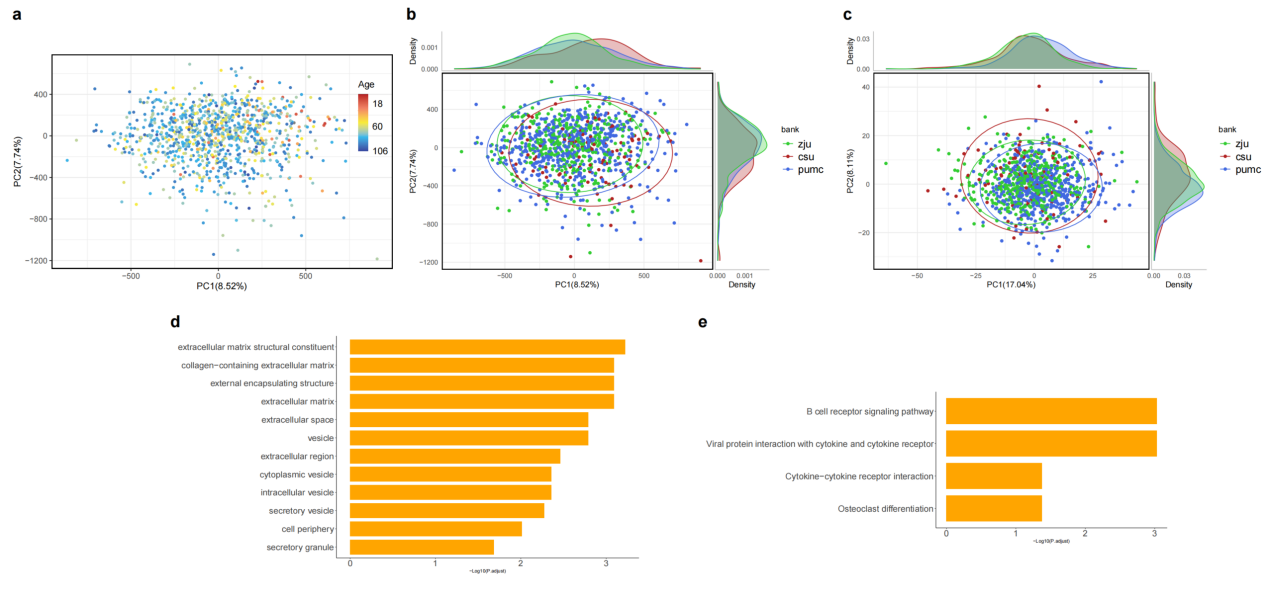 a
PC2(7.74%)
400
0
−400
−800
−1200
−500
0
500
PC1(8.52%)
Age
18
60
106
b
Density
0.001
0.000
PC2(7.74%)
400
0
−400
−800
−1200
−500
0
500
PC1(8.52%)
0.000
0.001
Density
bank
zju
csu
pumc
c
Density
0.03
0.00
PC2(8.11%)
40
20
0
−20
−50
−25
0
25
PC1(17.04%)
0.00
0.03
Density
bank
zju
csu
pumc
d
extracellular matrix structural constituent
collagen−containing extracellular matrix
external encapsulating structure
extracellular matrix
extracellular space
vesicle
extracellular region
cytoplasmic vesicle
intracellular vesicle
secretory vesicle
cell periphery
secretory granule
0
1
2
3
−Log10(P.adjust)
e
B cell receptor signaling pathway
Viral protein interaction with cytokine and cytokine receptor
Cytokine−cytokine receptor interaction
Osteoclast differentiation
0
1
2
3
−Log10(P.adjust)